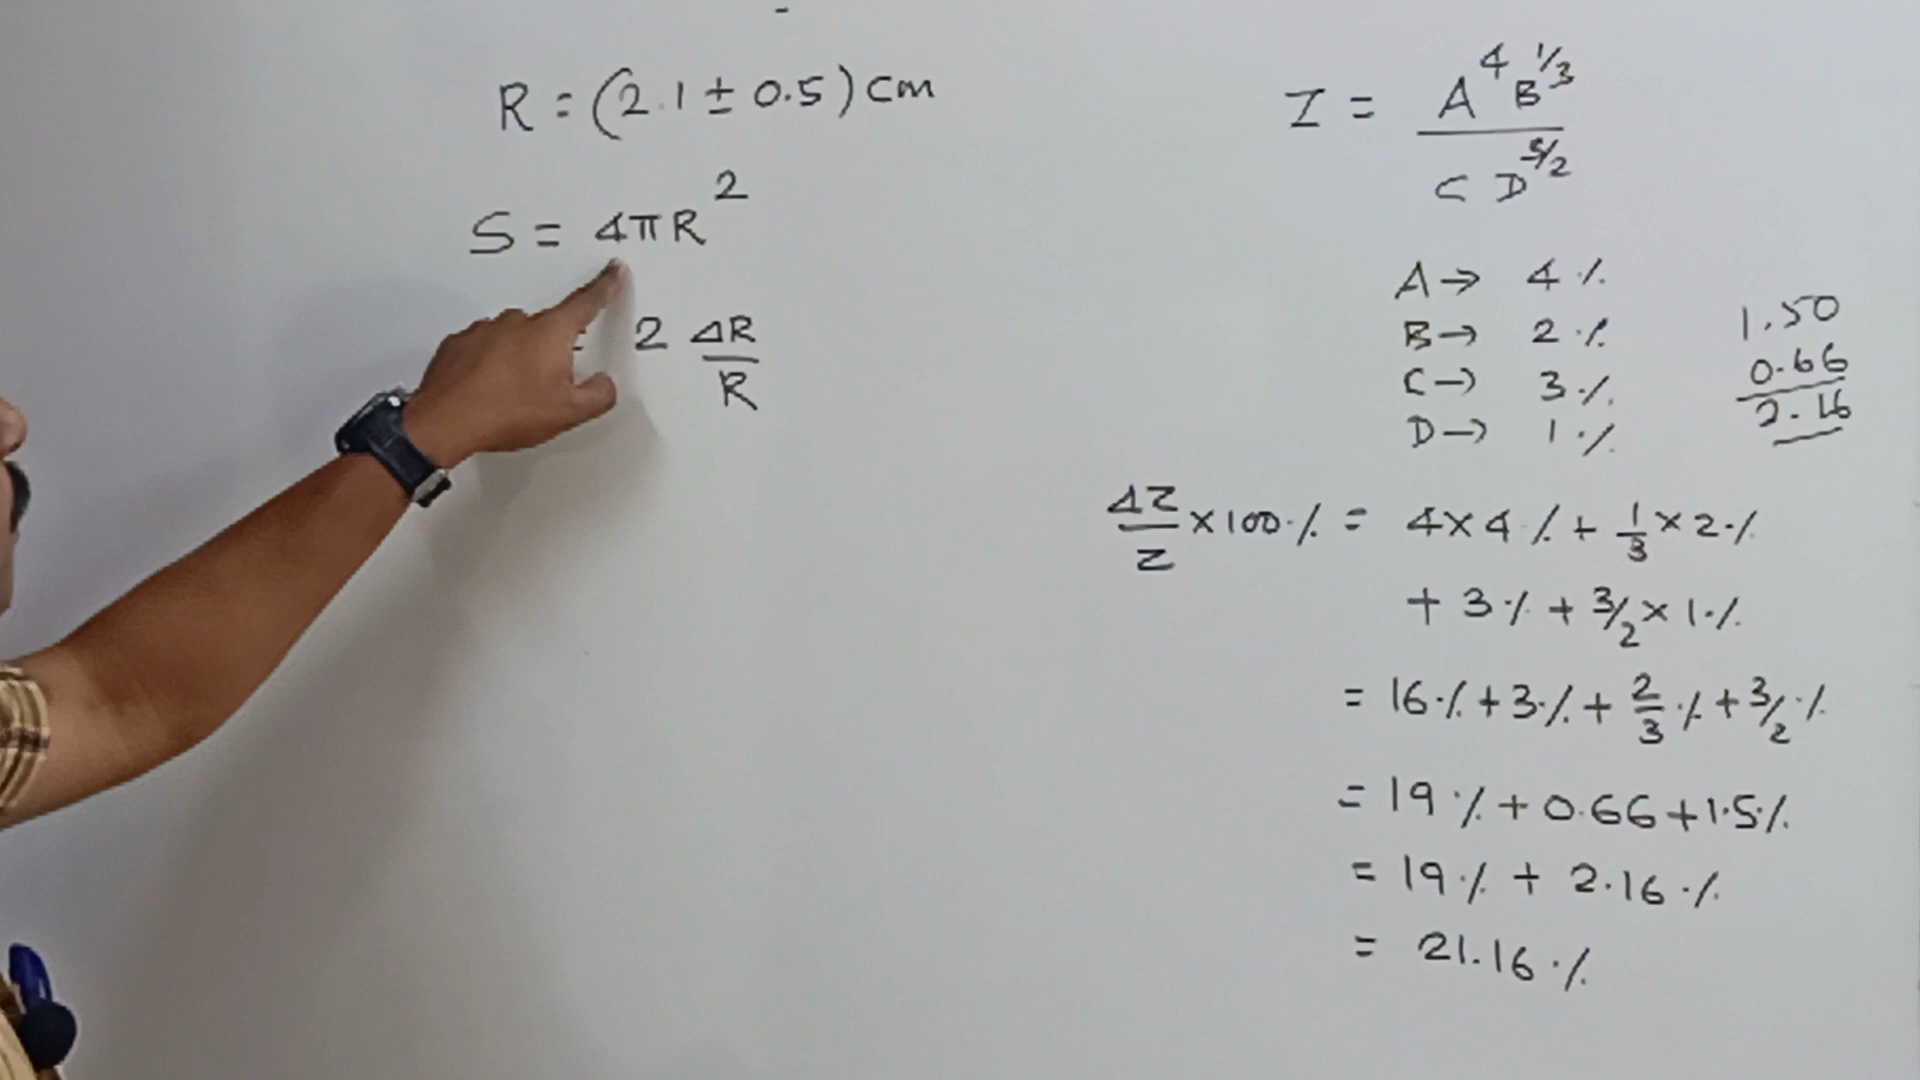 R = (2.1 ± 0.5) cm
S = 4πR²
= 2 ΔR/R
Z = A⁴ B^1/3 / C D^3/2
A → 4 %
B → 2 %
C → 3 %
D → 1 %
1.50
0.66
2.16
ΔZ/Z × 100 % = 4 × 4 % + 1/3 × 2 %
+ 3 % + 3/2 × 1 %
= 16 % + 3 % + 2/3 % + 3/2 %
= 19 % + 0.66 + 1.5 %
= 19 % + 2.16 %
= 21.16 %